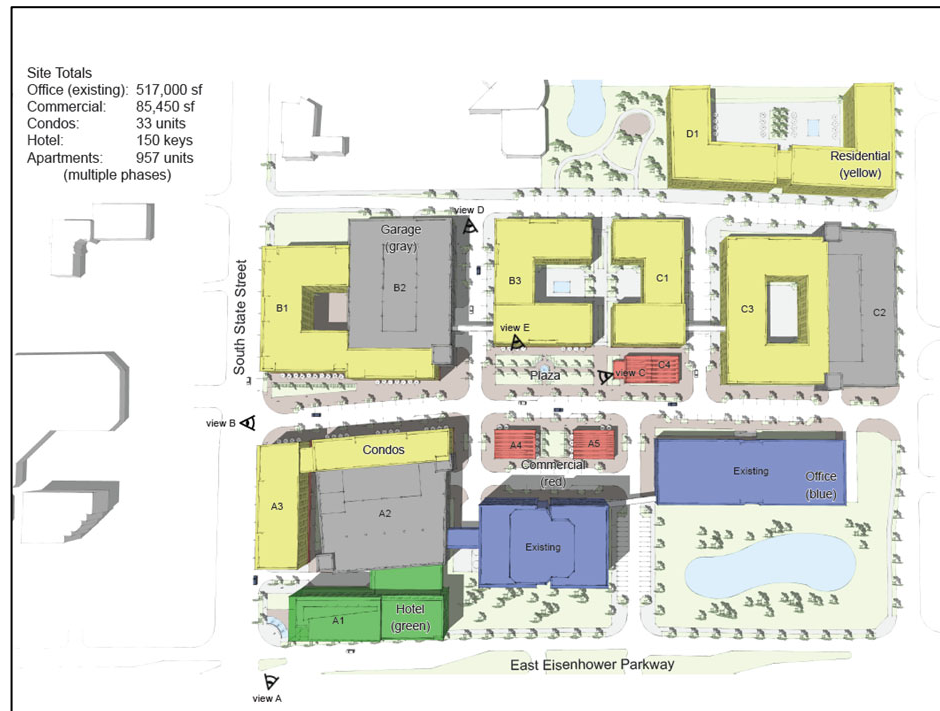 Site Totals
Office (existing): 517,000 sf
Commercial: 85,450 sf
Condos: 33 units
Hotel: 150 keys
Apartments: 957 units
(multiple phases)
D1
Residential
(yellow)
view D
Garage
(gray)
South State Street
B1
B2
B3
C1
C3
C2
view E
Plaza
view C
C4
view B
Condos
A4
A5
Commercial
(red)
Existing
Office
(blue)
A3
A2
Existing
A1
Hotel
(green)
East Eisenhower Parkway
view A